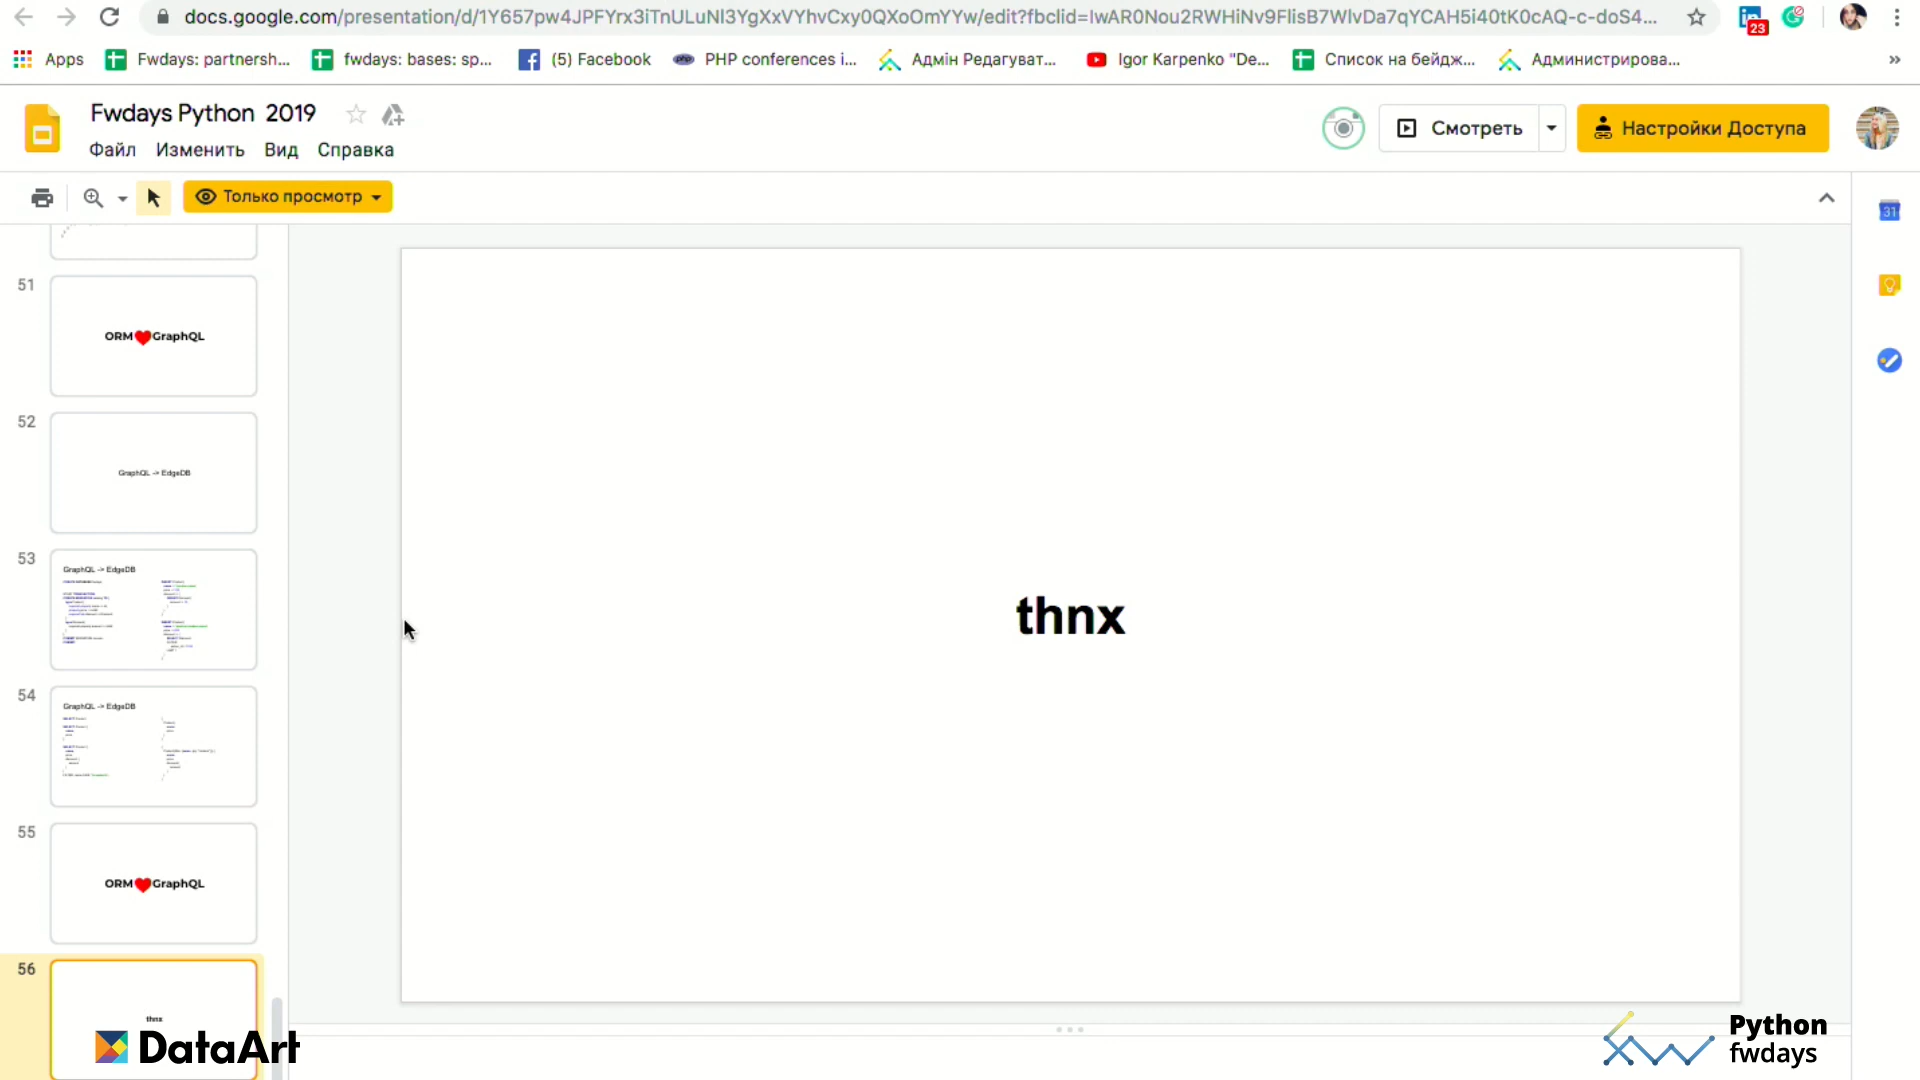 docs.google.com/presentation/d/1Y657pw4JPFYrx3iTnULuNl3YgXxVYhvCxy0QXoOmYYw/edit?fbclid=IwAR0Nou2RWHiNv9FlisB7WlvDa7qYCAH5i40tK0cAQ-c-doS4...
23
Apps Fwdays: partnersh... fwdays: bases: sp... (5) Facebook PHP conferences i... Адмін Редагуват... Igor Karpenko "De... Список на бейдж... Администрирова... »
Fwdays Python 2019
Файл Изменить Вид Справка
Смотреть
Настройки Доступа
Только просмотр
31
51
ORM GraphQL
52
GraphQL -> EdgeDB
53
GraphQL -> EdgeDB
54
GraphQL -> EdgeDB
55
ORM GraphQL
56
thnx
thnx
DataArt
Python
fwdays